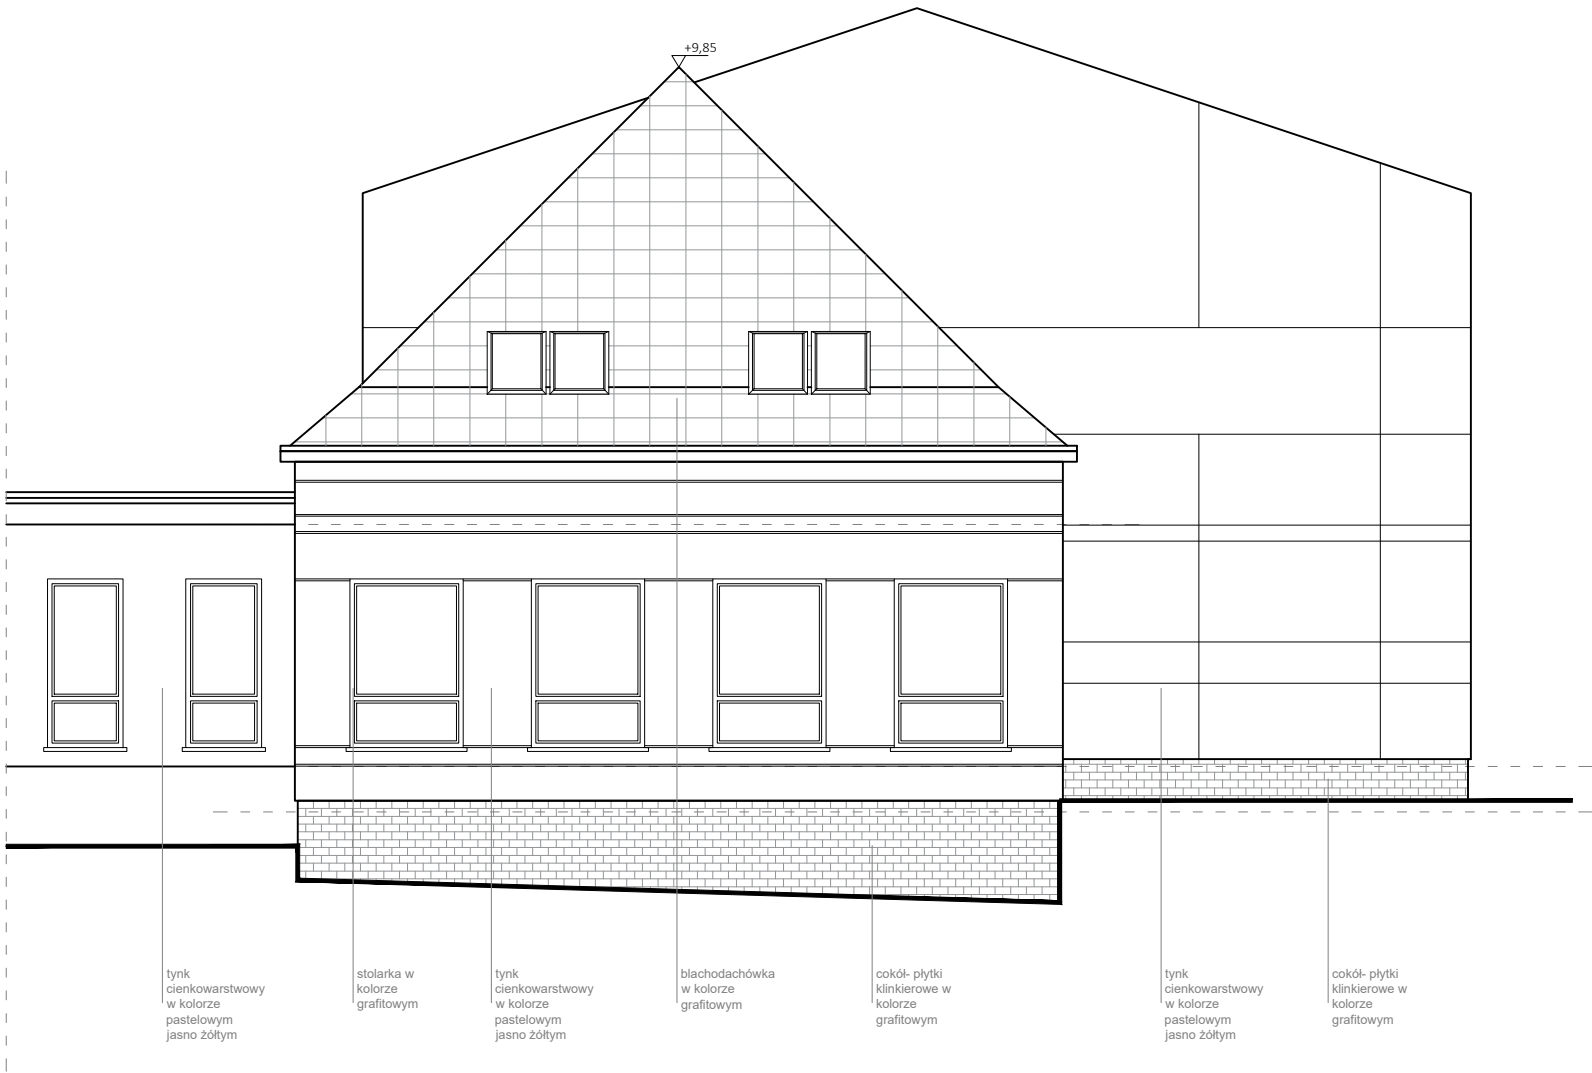 +9,85
tynk
cienkowarstwowy
w kolorze
pastelowym
jasno żółtym
stolarka w
kolorze
grafitowym
tynk
cienkowarstwowy
w kolorze
pastelowym
jasno żółtym
blachodachówka
w kolorze
grafitowym
cokół- płytki
klinkierowe w
kolorze
grafitowym
tynk
cienkowarstwowy
w kolorze
pastelowym
jasno żółtym
cokół- płytki
klinkierowe w
kolorze
grafitowym